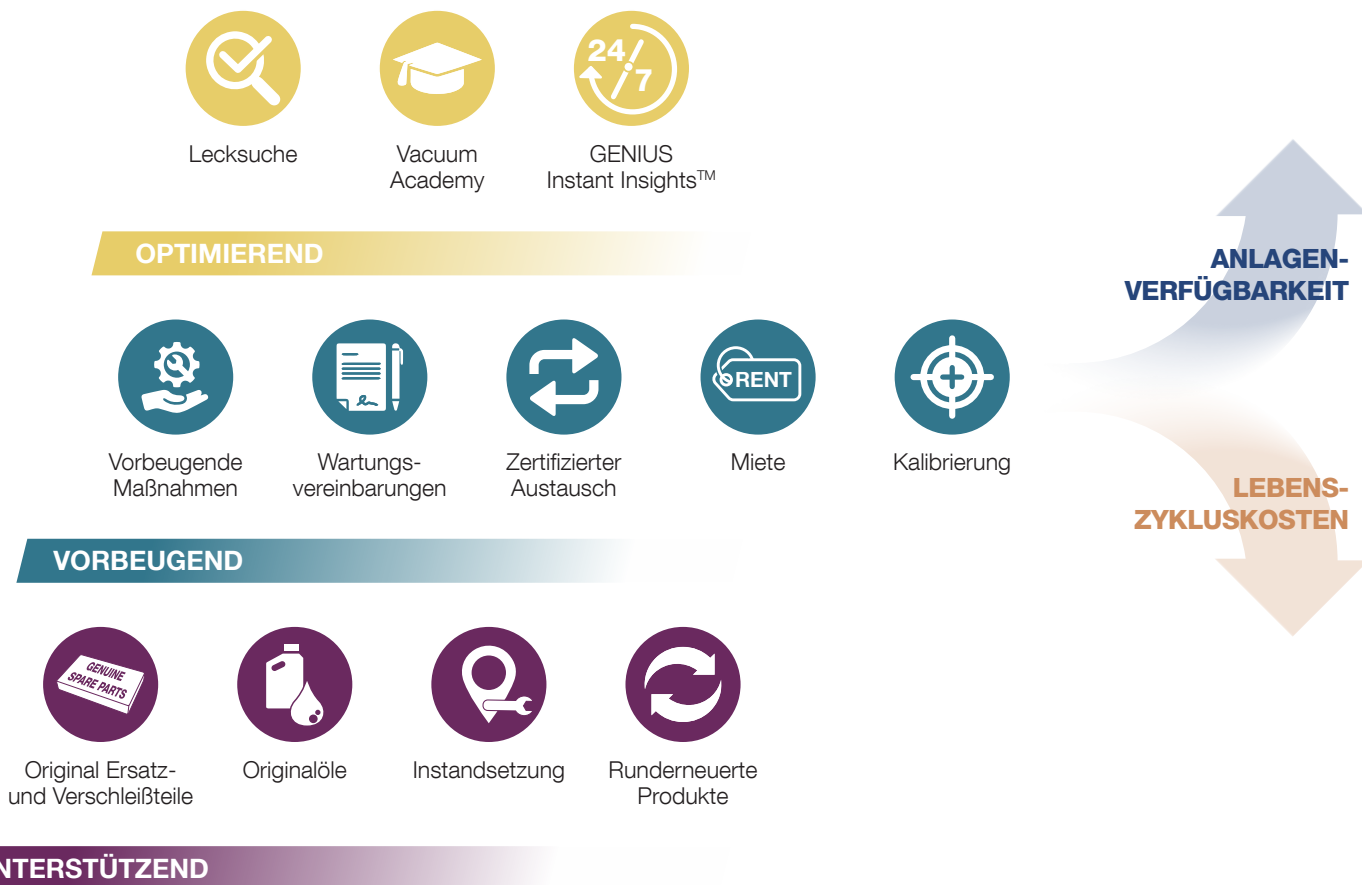 24/7
Lecksuche
Vacuum
Academy
GENIUS
Instant Insights™
OPTIMIEREND
ANLAGEN-
VERFÜGBARKEIT
RENT
Vorbeugende
Maßnahmen
Wartungs-
vereinbarungen
Zertifizierter
Austausch
Miete
Kalibrierung
LEBENS-
ZYKLUSKOSTEN
VORBEUGEND
GENUINE
SPARE PARTS
Original Ersatz-
und Verschleißteile
Originalöle
Instandsetzung
Runderneuerte
Produkte
NTERSTÜTZEND